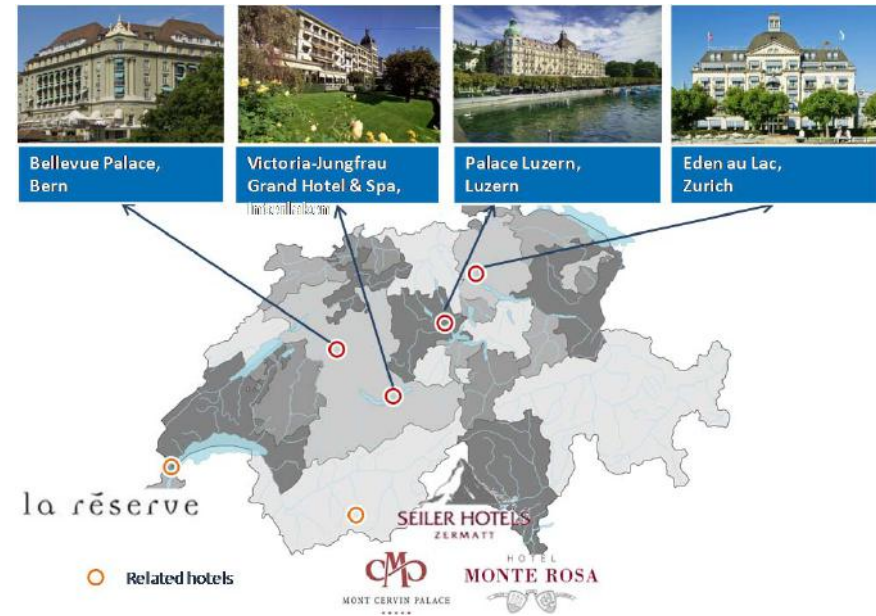 Bellevue Palace,
Bern
Victoria-Jungfrau
Grand Hotel & Spa,
Palace Luzern,
Luzern
Eden au Lac,
Zurich
la réserve
SEILER HOTELS
ZERMATT
HOTEL
MONTE ROSA
MONT CERVIN PALACE
Related hotels